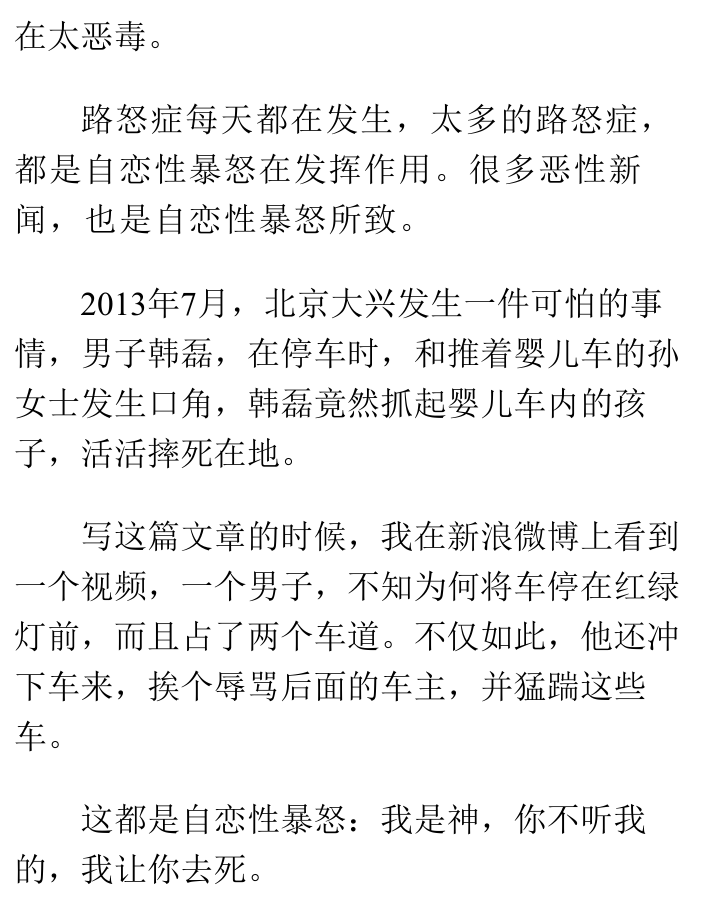 在太恶毒。
路怒症每天都在发生，太多的路怒症，
都是自恋性暴怒在发挥作用。很多恶性新
闻，也是自恋性暴怒所致。
2013年7月，北京大兴发生一件可怕的事
情，男子韩磊，在停车时，和推着婴儿车的孙
女士发生口角，韩磊竟然抓起婴儿车内的孩
子，活活摔死在地。
写这篇文章的时候，我在新浪微博上看到
一个视频，一个男子，不知为何将车停在红绿
灯前，而且占了两个车道。不仅如此，他还冲
下车来，挨个辱骂后面的车主，并猛踹这些
车。
这都是自恋性暴怒：我是神，你不听我
的，我让你去死。